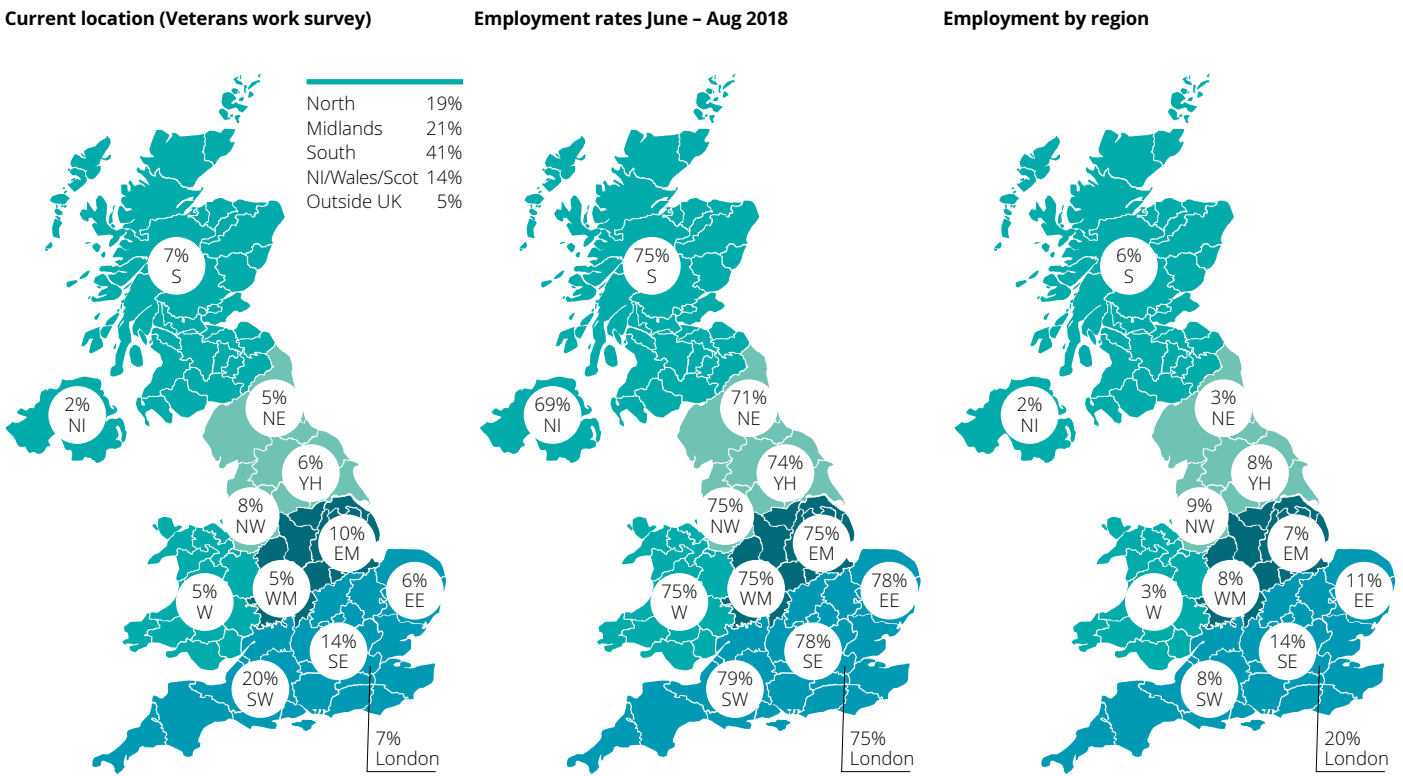 Current location (Veterans work survey)
North 19%
Midlands 21%
South 41%
NI/Wales/Scot 14%
Outside UK 5%
7%
S
2%
NI
5%
NE
6%
YH
8%
NW
10%
EM
5%
W
5%
WM
6%
EE
14%
SE
20%
SW
7%
London
Employment rates June – Aug 2018
75%
S
69%
NI
71%
NE
74%
YH
75%
NW
75%
EM
75%
W
75%
WM
78%
EE
78%
SE
79%
SW
75%
London
Employment by region
6%
S
2%
NI
3%
NE
8%
YH
9%
NW
7%
EM
3%
W
8%
WM
11%
EE
14%
SE
8%
SW
20%
London